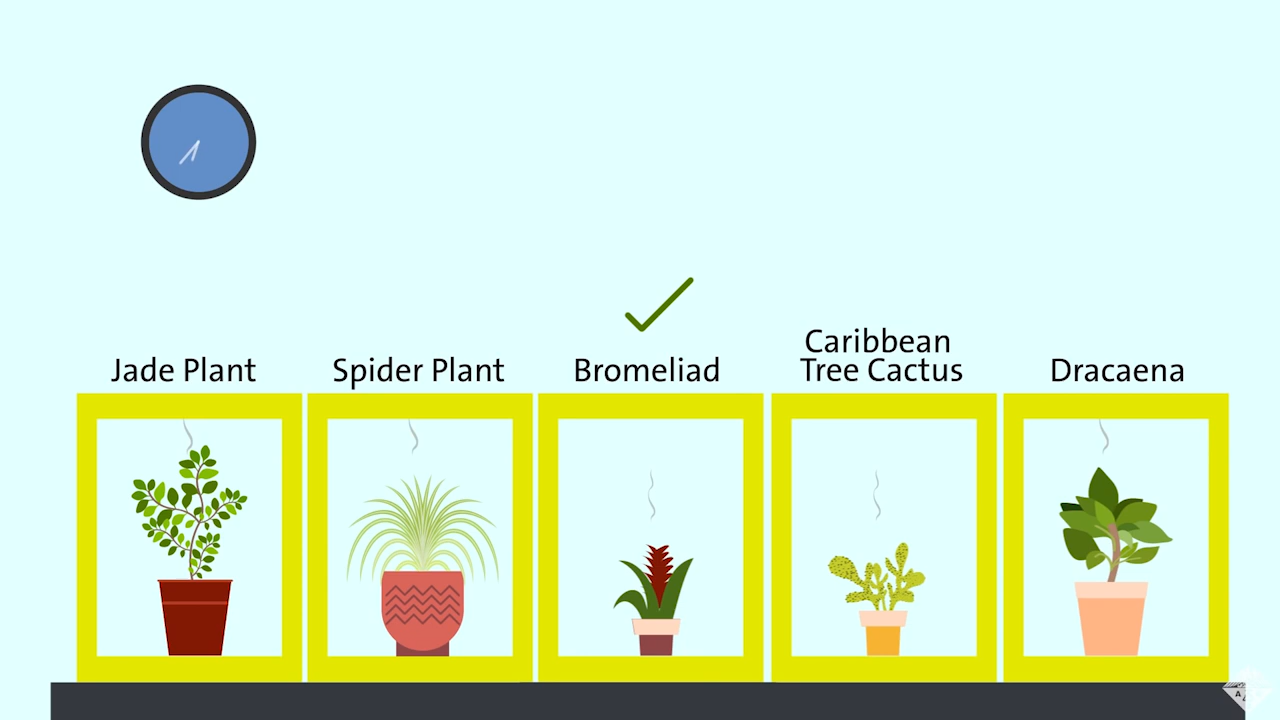 Jade Plant
Spider Plant
Bromeliad
Caribbean
Tree Cactus
Dracaena